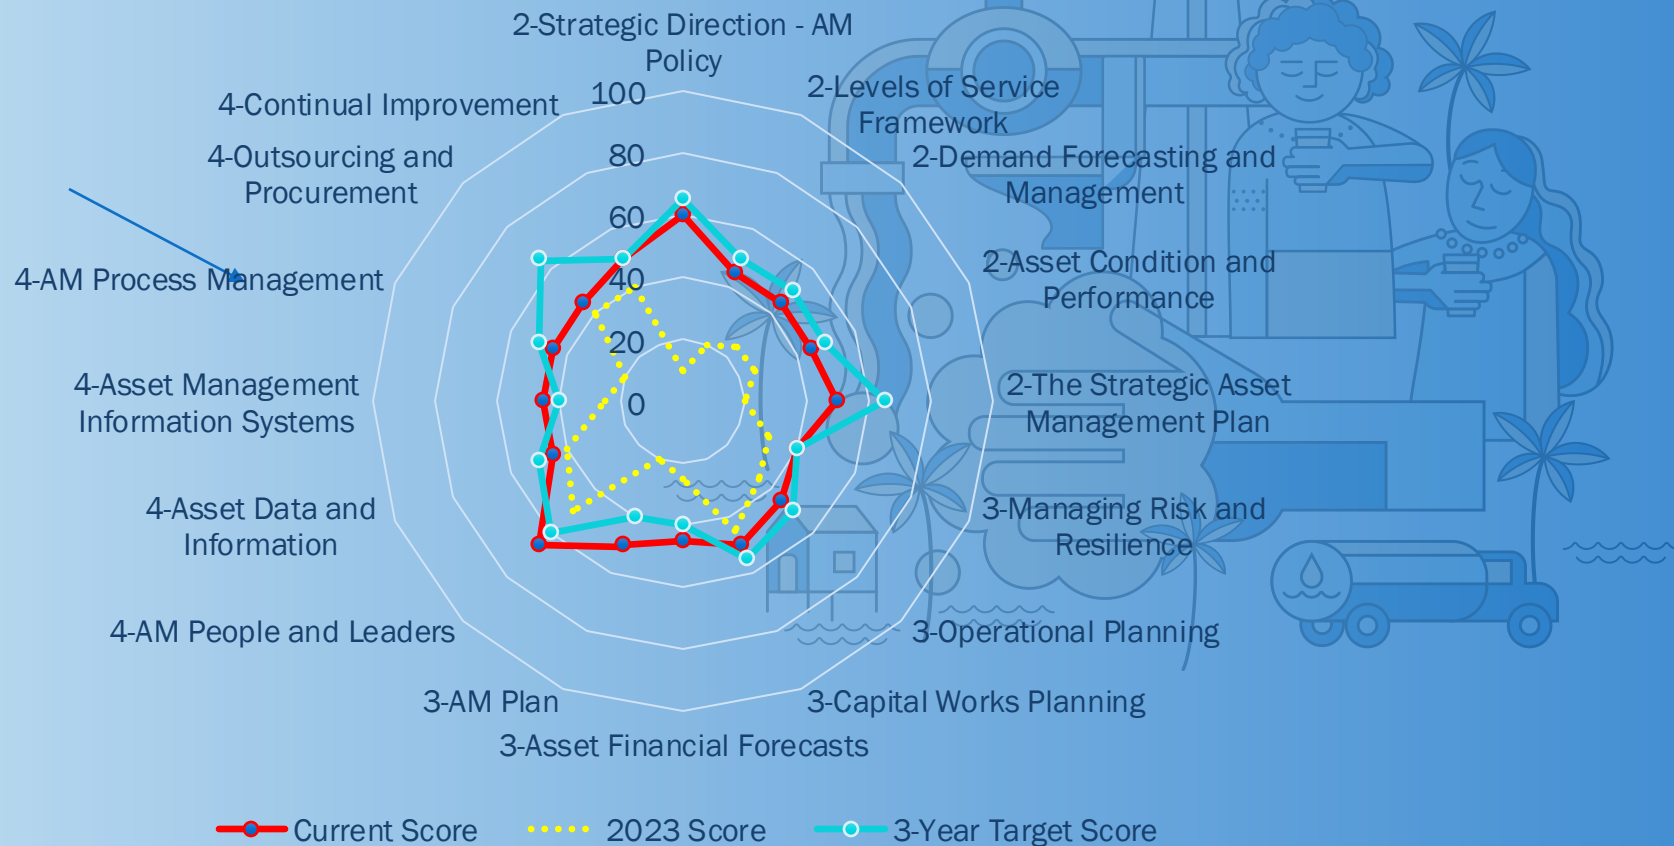 2-Strategic Direction - AM
Policy
2-Levels of Service
Framework
2-Demand Forecasting and
Management
2-Asset Condition and
Performance
2-The Strategic Asset
Management Plan
3-Managing Risk and
Resilience
3-Operational Planning
3-Capital Works Planning
3-Asset Financial Forecasts
3-AM Plan
4-AM People and Leaders
4-Asset Data and
Information
4-Asset Management
Information Systems
4-AM Process Management
4-Outsourcing and
Procurement
4-Continual Improvement
100
80
60
40
20
0
Current Score
2023 Score
3-Year Target Score